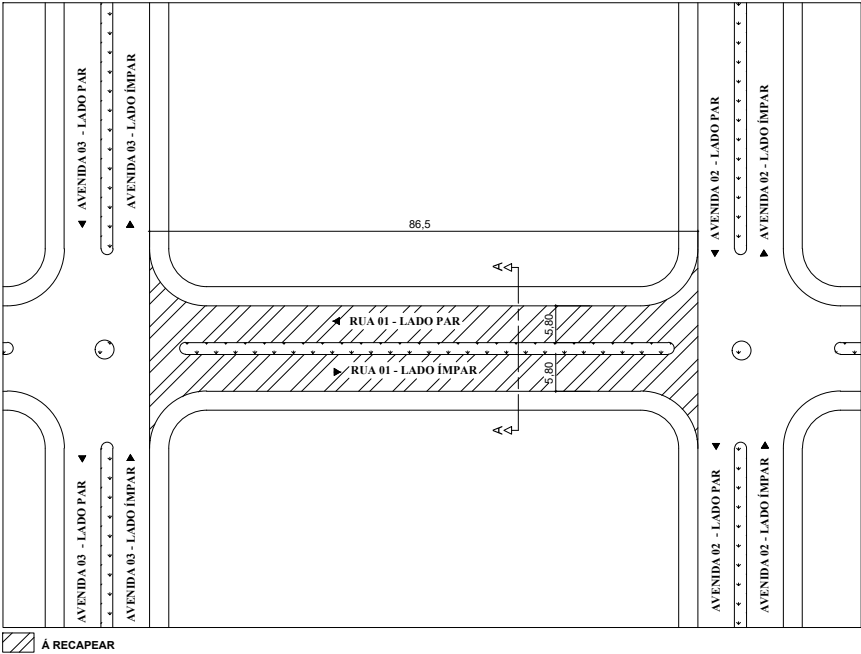 AVENIDA 03 - LADO PAR
AVENIDA 03 - LADO ÍMPAR
AVENIDA 02 - LADO PAR
AVENIDA 02 - LADO ÍMPAR
86,5
A
RUA 01 - LADO PAR
5,80
RUA 01 - LADO ÍMPAR
5,80
A
AVENIDA 03 - LADO PAR
AVENIDA 03 - LADO ÍMPAR
AVENIDA 02 - LADO PAR
AVENIDA 02 - LADO ÍMPAR
Á RECAPEAR